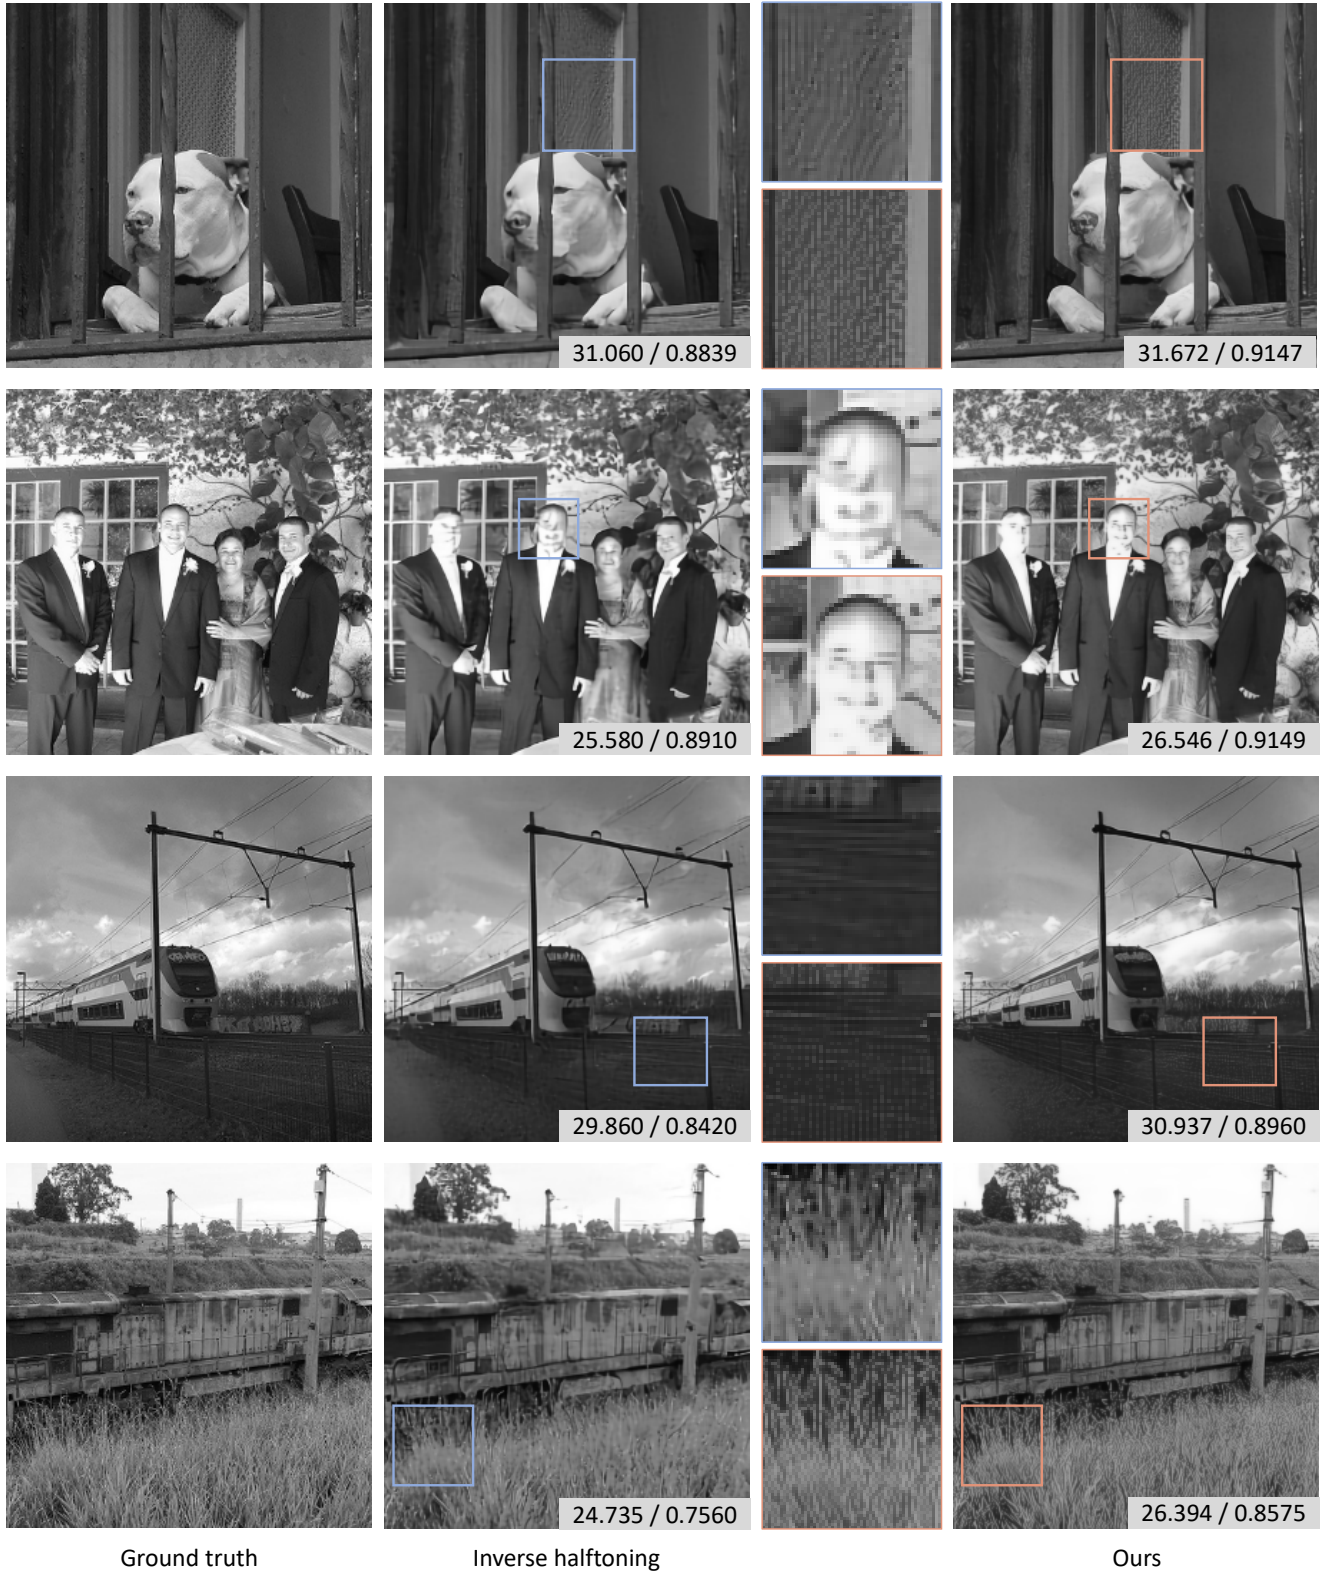 31.060 / 0.8839
31.672 / 0.9147
25.580 / 0.8910
26.546 / 0.9149
29.860 / 0.8420
30.937 / 0.8960
24.735 / 0.7560
26.394 / 0.8575
Ground truth
Inverse halftoning
Ours